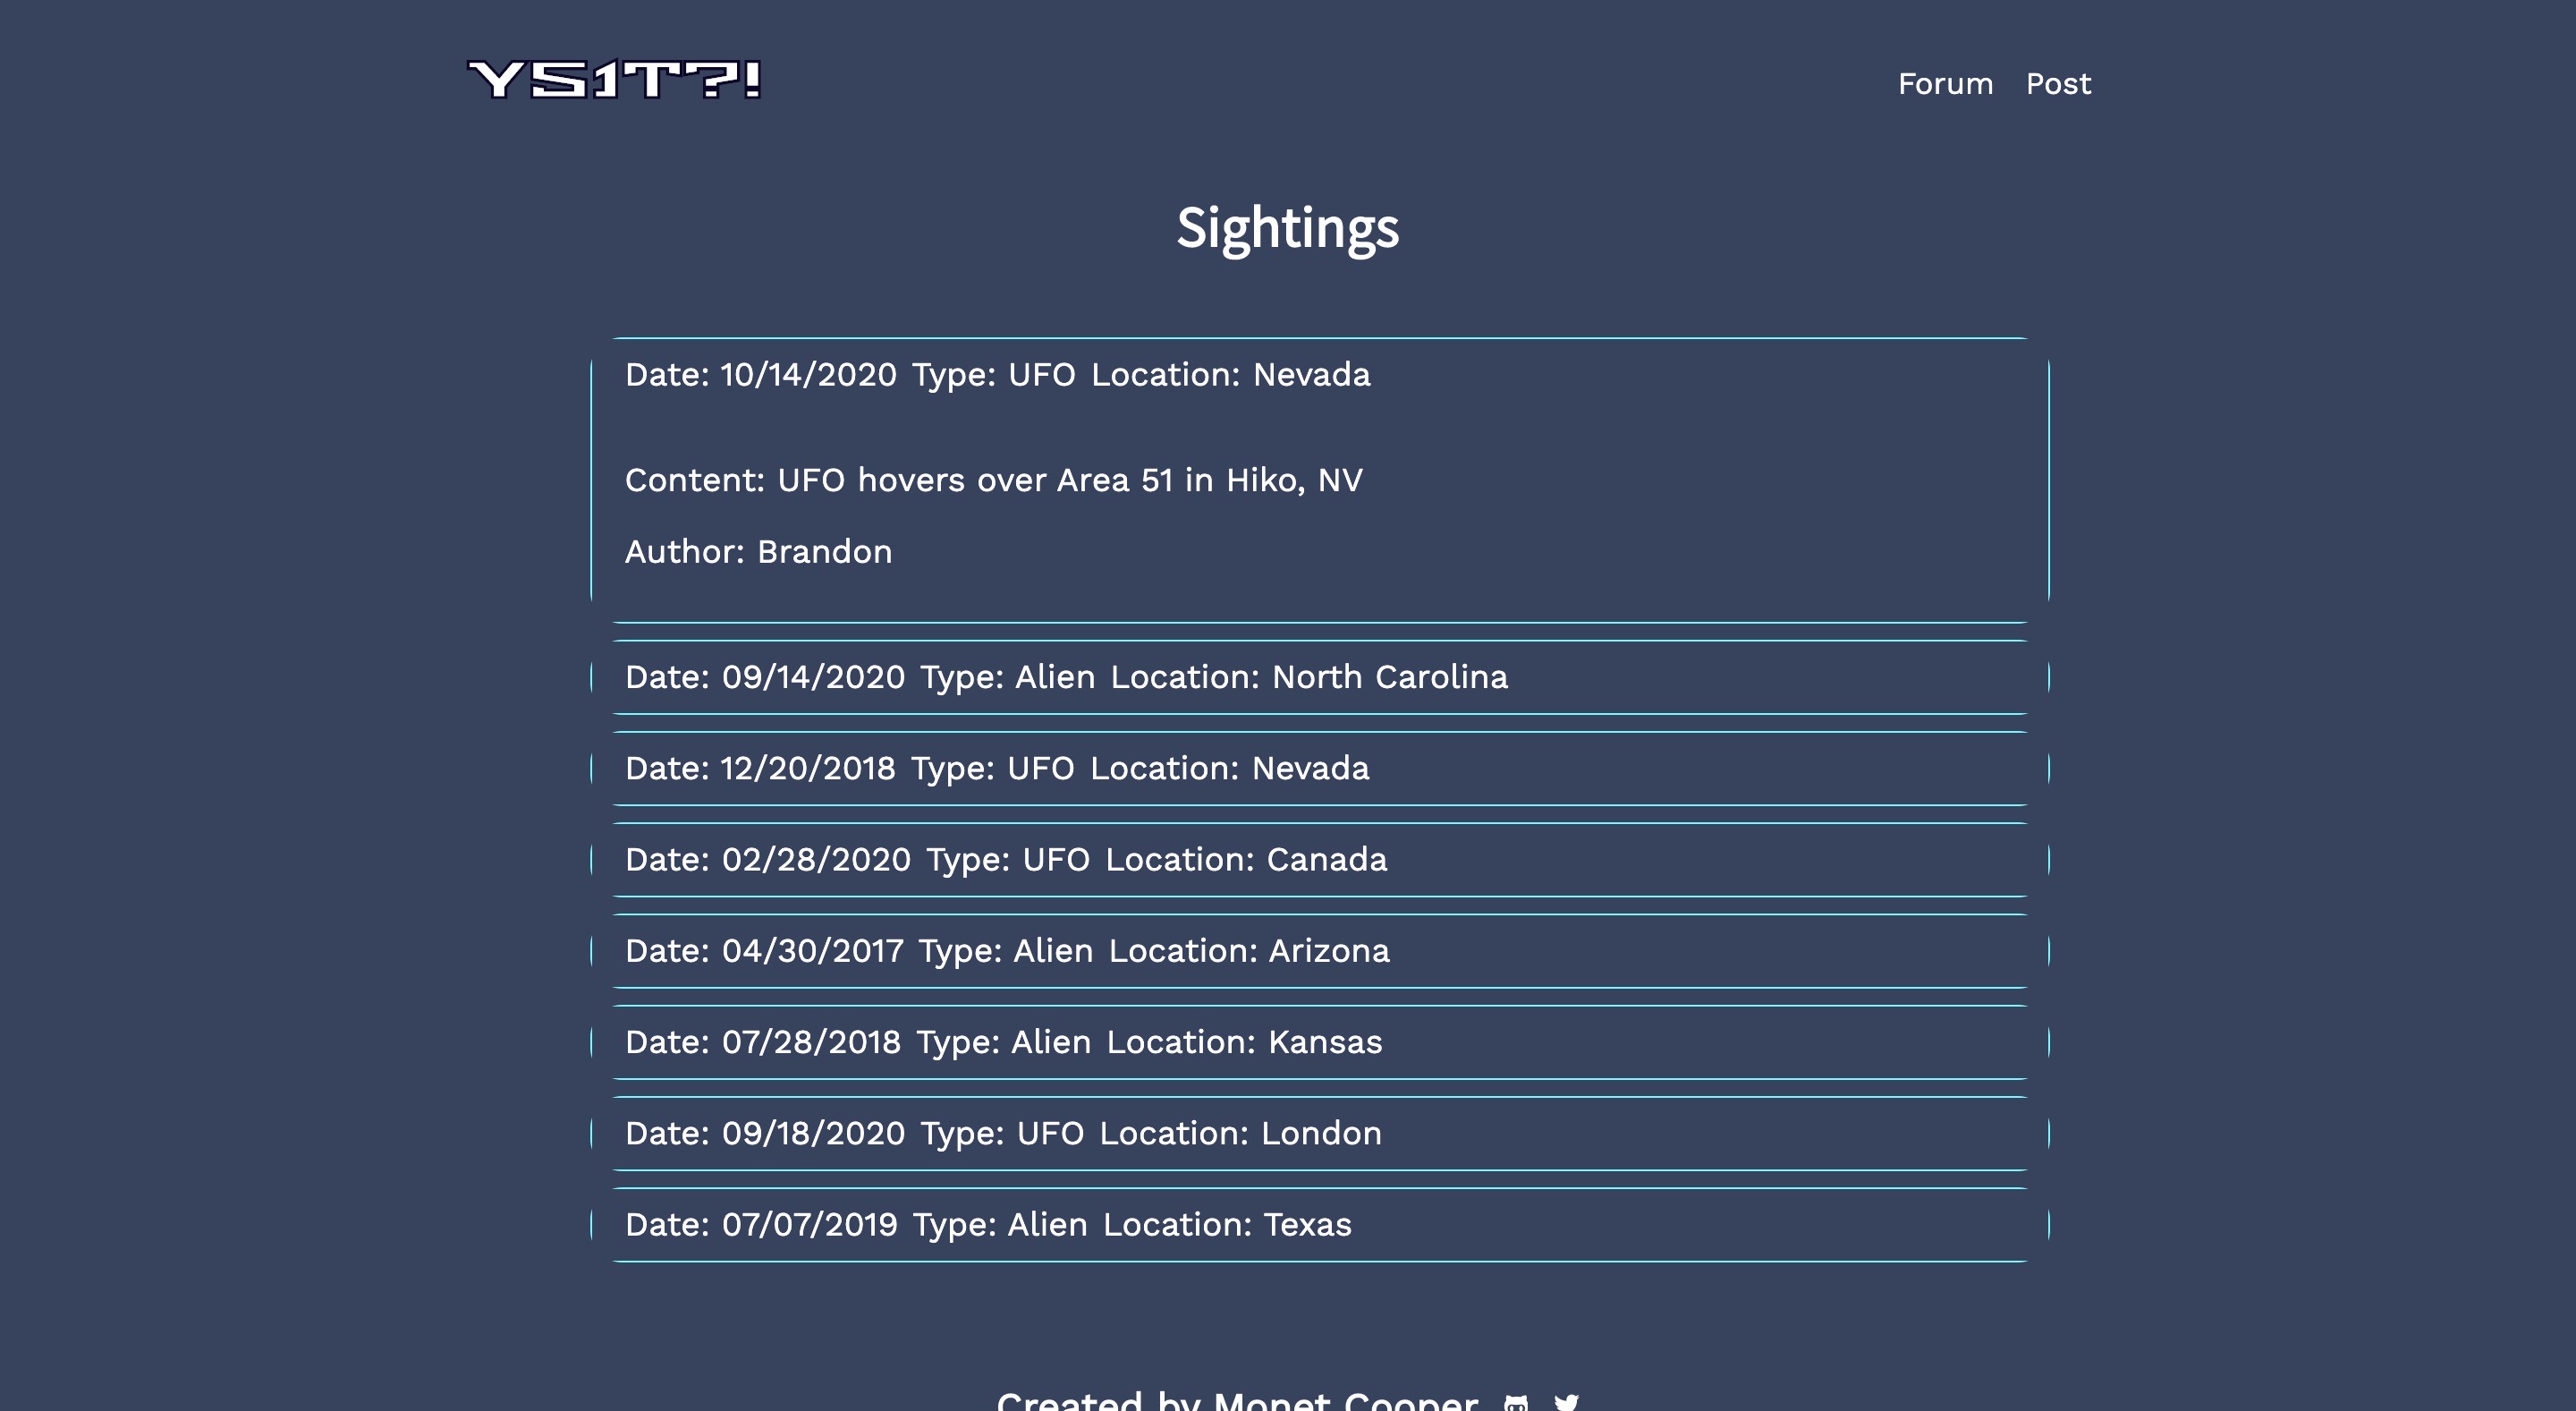 YS1T?!
Forum Post
Sightings
Date: 10/14/2020 Type: UFO Location: Nevada
Content: UFO hovers over Area 51 in Hiko, NV
Author: Brandon
Date: 09/14/2020 Type: Alien Location: North Carolina
Date: 12/20/2018 Type: UFO Location: Nevada
Date: 02/28/2020 Type: UFO Location: Canada
Date: 04/30/2017 Type: Alien Location: Arizona
Date: 07/28/2018 Type: Alien Location: Kansas
Date: 09/18/2020 Type: UFO Location: London
Date: 07/07/2019 Type: Alien Location: Texas
Created by Monet Cooper